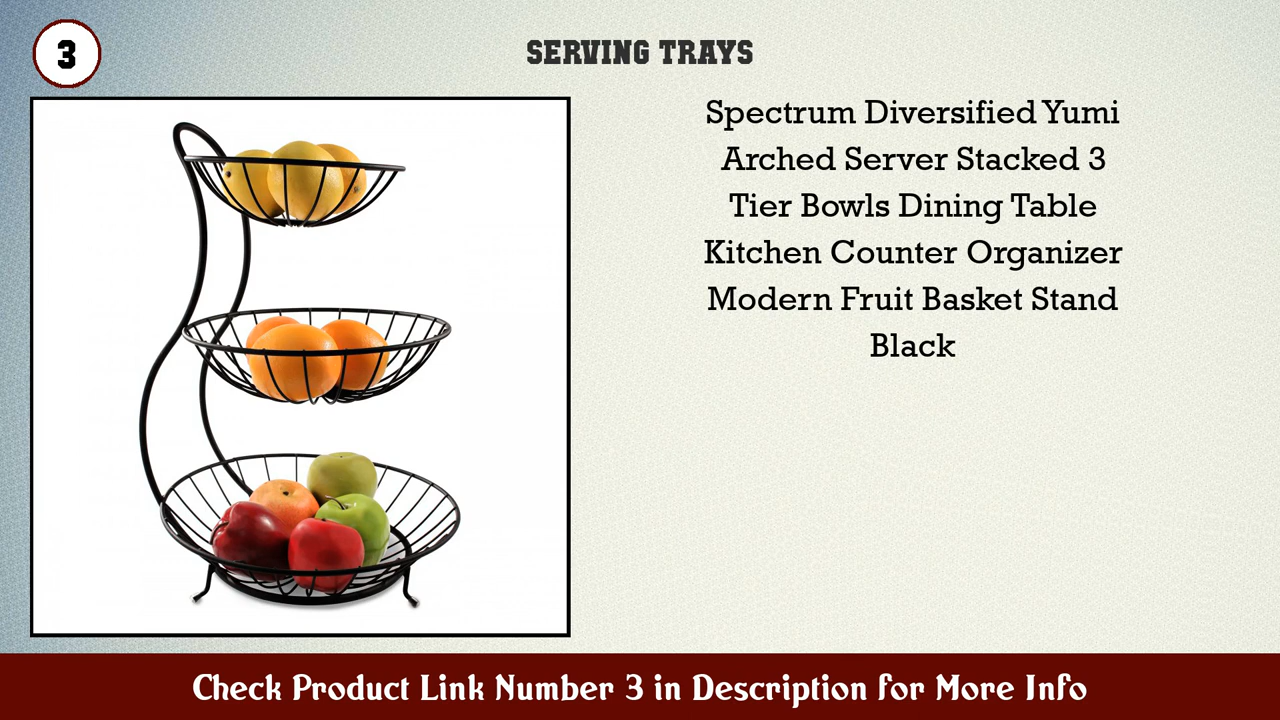 3
SERVING TRAYS
Spectrum Diversified Yumi
Arched Server Stacked 3
Tier Bowls Dining Table
Kitchen Counter Organizer
Modern Fruit Basket Stand
Black
Check Product Link Number 3 in Description for More Info